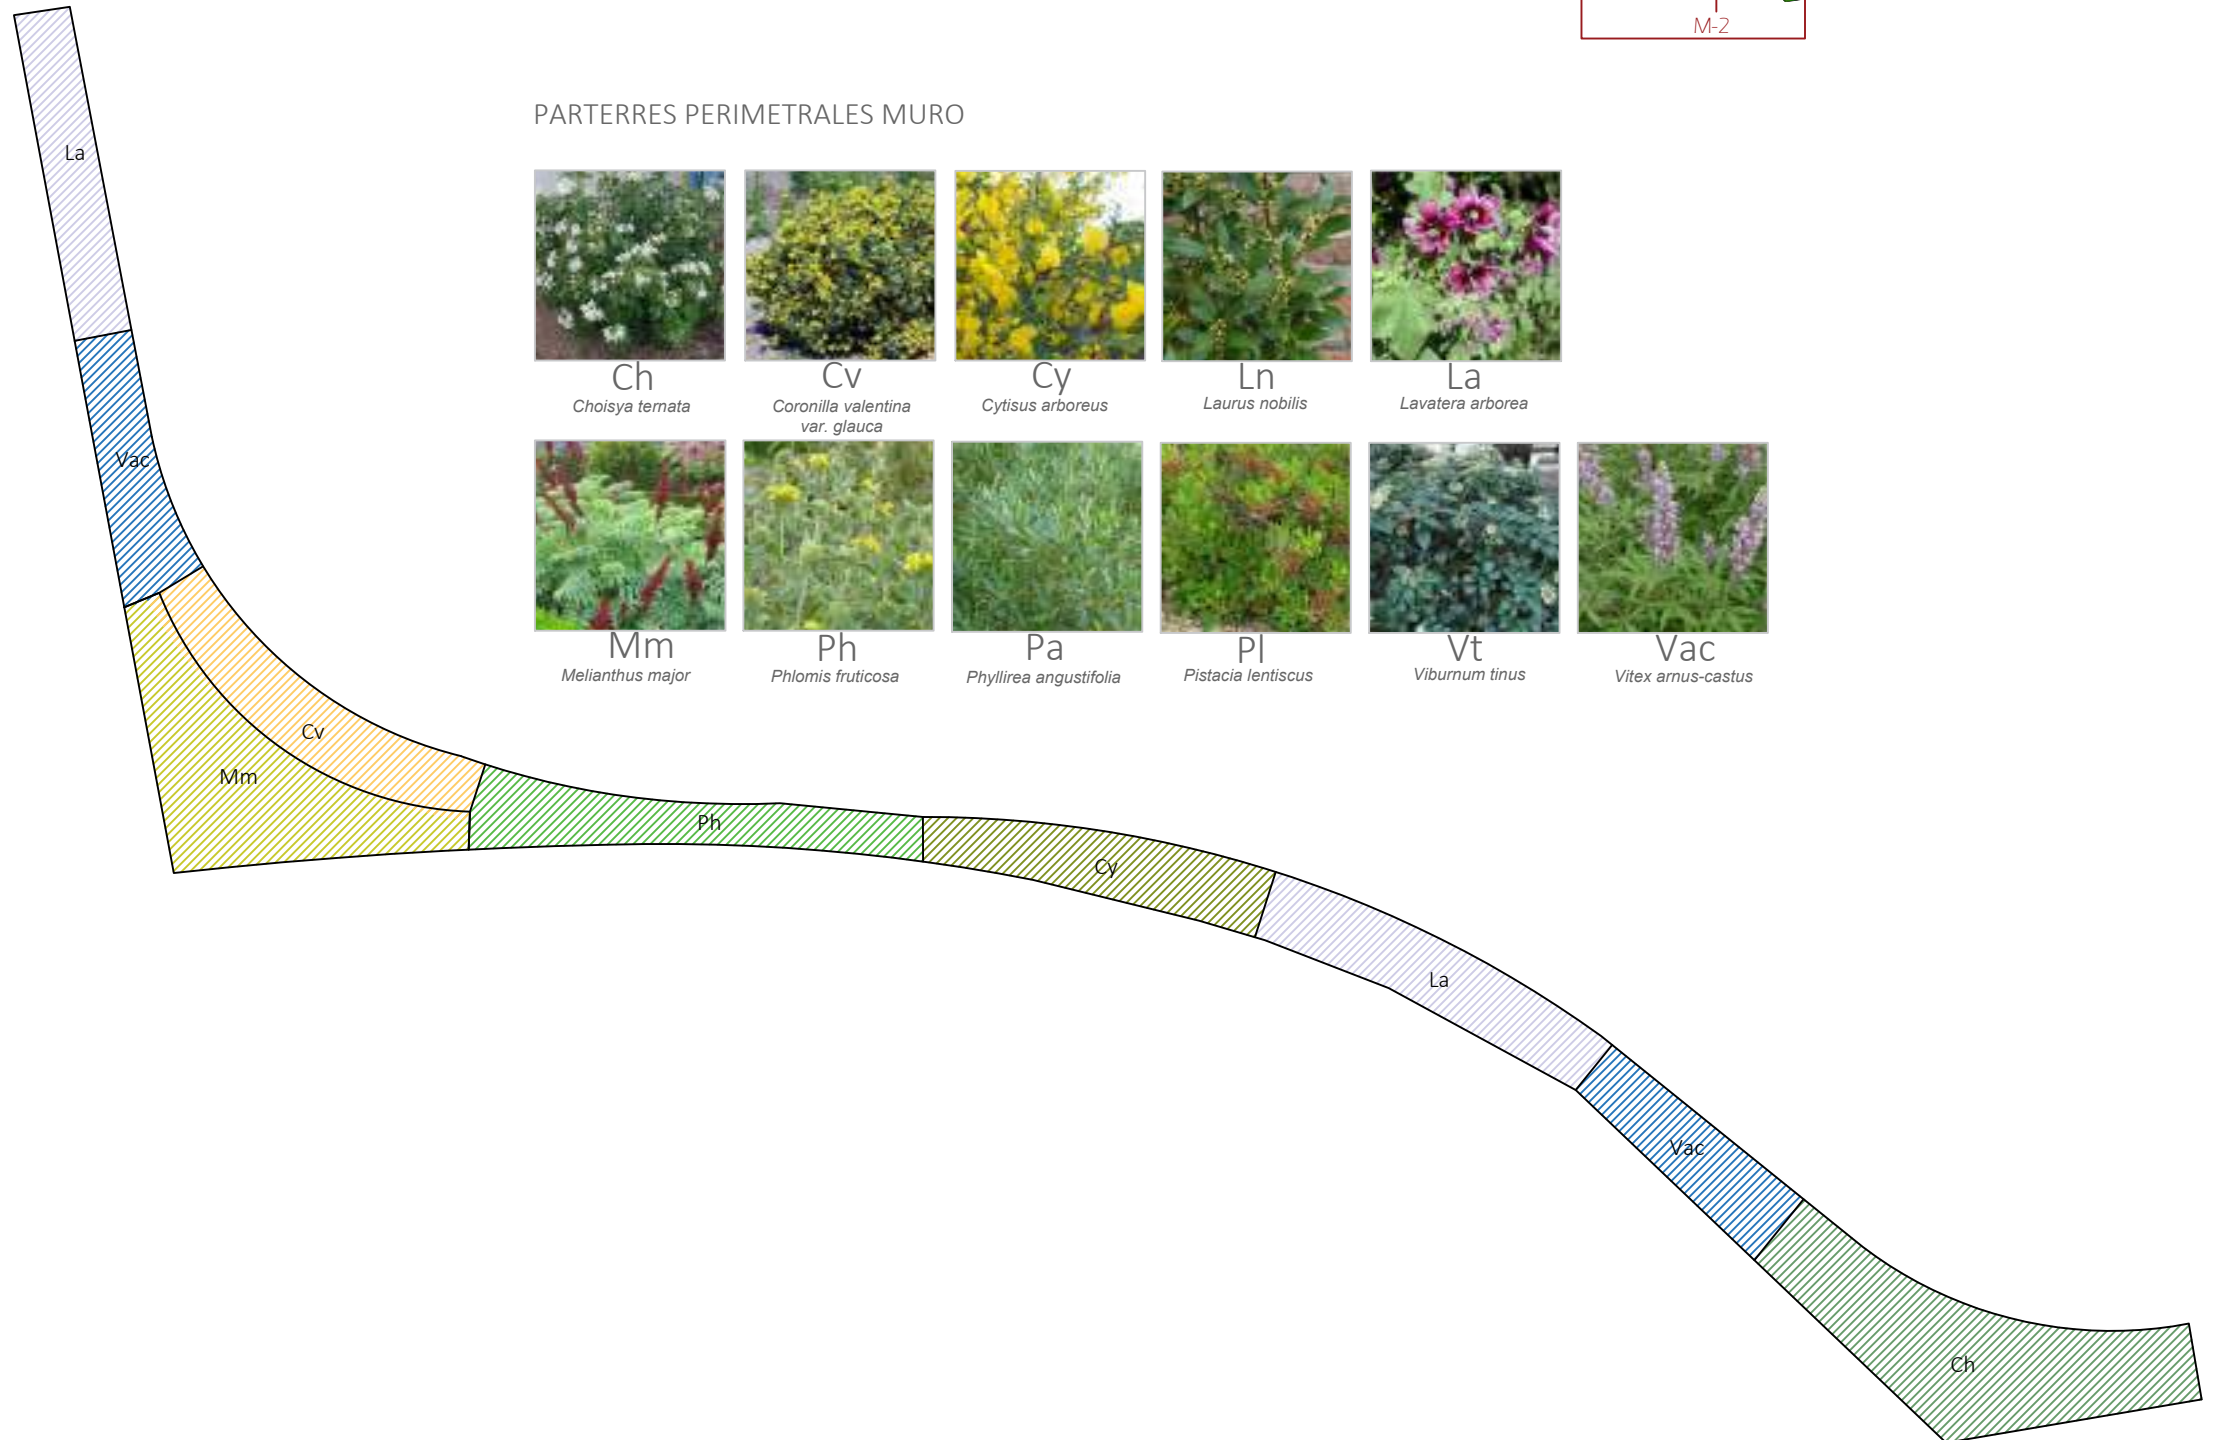 M-2
PARTERRES PERIMETRALES MURO
La
Ch
Choisya ternata
Cv
Coronilla valentina
var. glauca
Cy
Cytisus arboreus
Ln
Laurus nobilis
La
Lavatera arborea
Vac
Mm
Melianthus major
Ph
Phlomis fruticosa
Pa
Phyllirea angustifolia
Pl
Pistacia lentiscus
Vt
Viburnum tinus
Vac
Vitex arnus-castus
Cv
Mm
Ph
Cy
La
Vac
Ch